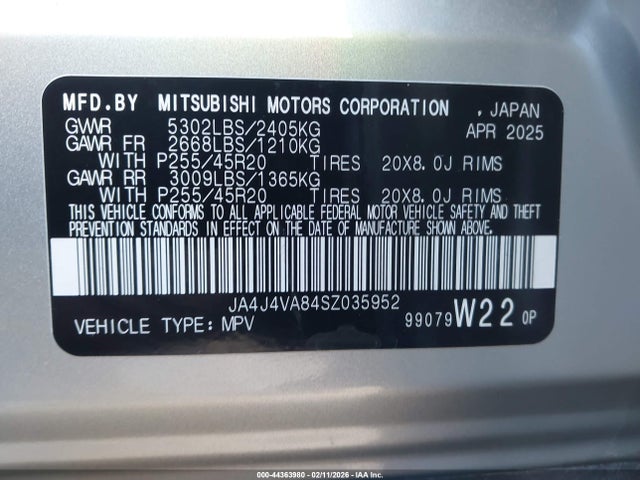 MFD.BY MITSUBISHI MOTORS CORPORATION , JAPAN
GVWR 5302LBS/2405KG APR 2025
GAWR FR 2668LBS/1210KG
WITH P255/45R20 TIRES 20X8.0J RIMS
GAWR RR 3009LBS/1365KG
WITH P255/45R20 TIRES 20X8.0J RIMS
THIS VEHICLE CONFORMS TO ALL APPLICABLE FEDERAL MOTOR VEHICLE SAFETY AND THEFT
PREVENTION STANDARDS IN EFFECT ON THE DATE OF MANUFACTURE SHOWN ABOVE.
JA4J4VA84SZ035952
VEHICLE TYPE: MPV 99079 W22 0P
000-44363980 - 02/11/2026 - IAA Inc.